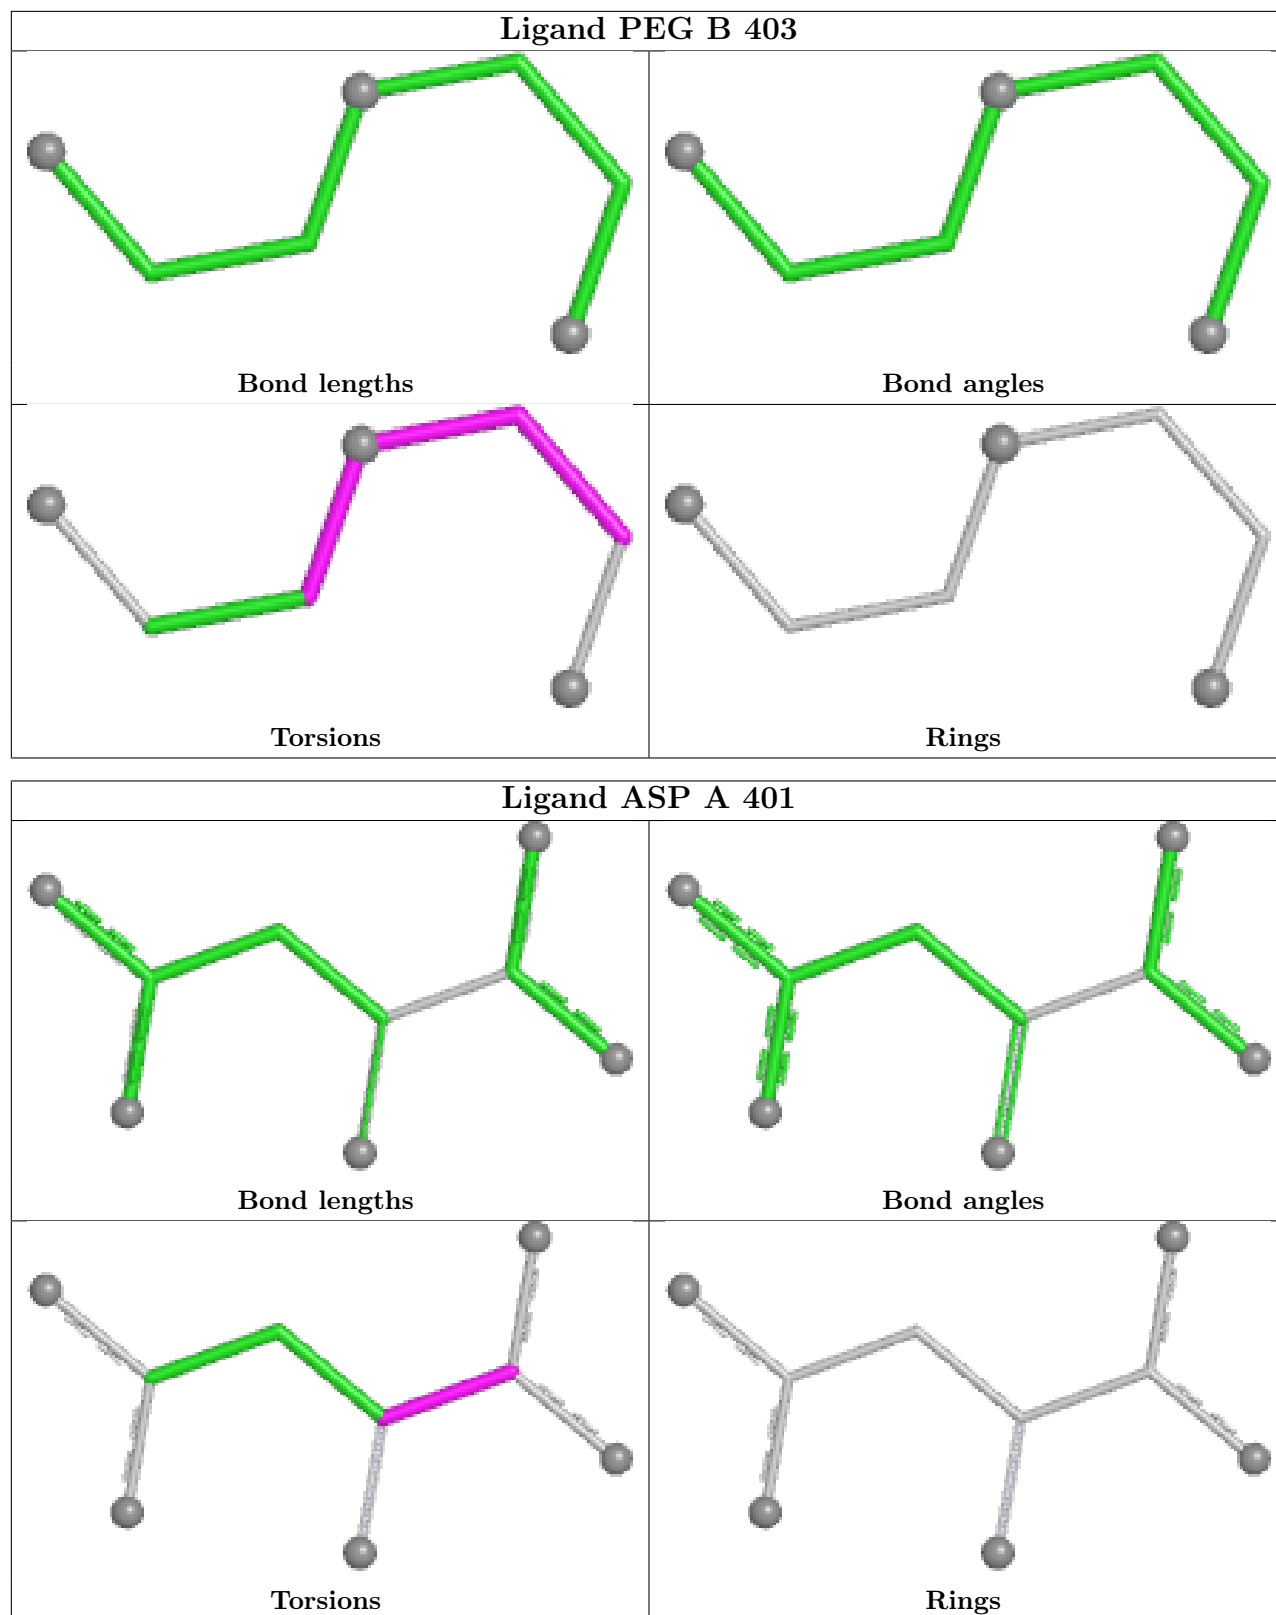 Ligand PEG B 403
Bond lengths
Bond angles
Torsions
Rings
Ligand ASP A 401
Bond lengths
Bond angles
Torsions
Rings